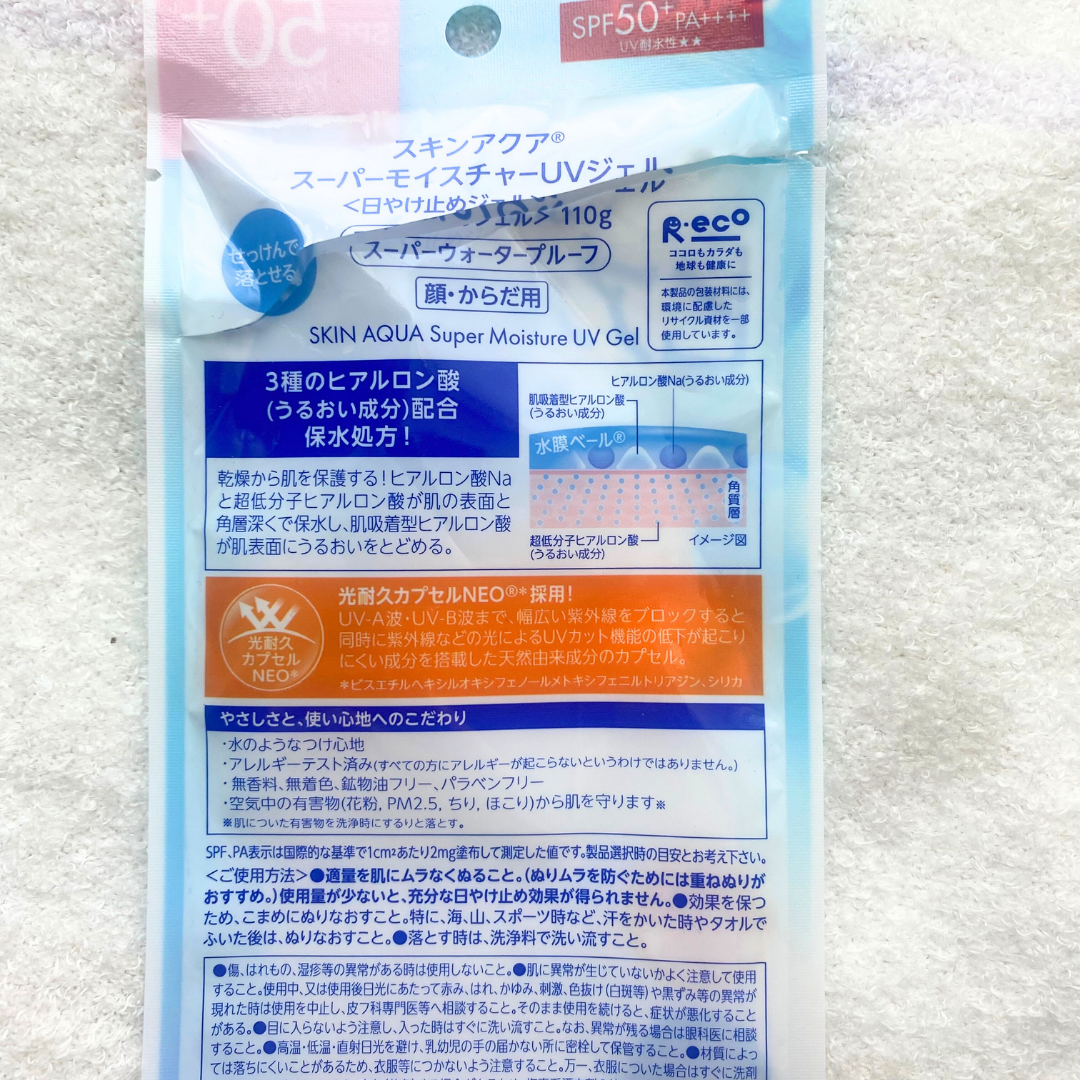 50+
SPF50+ PA++++
UV耐水性★★
スキンアクア®
スーパーモイスチャーUVジェル
<日やけ止めジェル> 110g
スーパーウォータープルーフ
顔・からだ用
せっけんで
落とせる
SKIN AQUA Super Moisture UV Gel
R・eco
ココロもカラダも
地球も健康に
本製品の包装材料には、
環境に配慮した
リサイクル資材を一部
使用しています。
3種のヒアルロン酸
(うるおい成分)配合
保水処方!
乾燥から肌を保護する!ヒアルロン酸Na
と超低分子ヒアルロン酸が肌の表面と
角層深くで保水し、肌吸着型ヒアルロン酸
が肌表面にうるおいをとどめる。
ヒアルロン酸Na(うるおい成分)
肌吸着型ヒアルロン酸
(うるおい成分)
水膜ベール®
角質層
超低分子ヒアルロン酸
(うるおい成分)
イメージ図
光耐久
カプセル
NEO*
光耐久カプセルNEO®*採用!
UV-A波・UV-B波まで、幅広い紫外線をブロックすると
同時に紫外線などの光によるUVカット機能の低下が起こり
にくい成分を搭載した天然由来成分のカプセル。
*ビスエチルヘキシルオキシフェノールメトキシフェニルトリアジン、シリカ
やさしさと、使い心地へのこだわり
・水のようなつけ心地
・アレルギーテスト済み(すべての方にアレルギーが起こらないというわけではありません。)
・無香料、無着色、鉱物油フリー、パラベンフリー
・空気中の有害物(花粉, PM2.5, ちり, ほこり)から肌を守ります※
※肌についた有害物を洗浄時にするりと落とす。
SPF、PA表示は国際的な基準で1cm²あたり2mg塗布して測定した値です。製品選択時の目安とお考え下さい。
<ご使用方法>●適量を肌にムラなくぬること。(ぬりムラを防ぐためには重ねぬりが
おすすめ。)使用量が少ないと、充分な日やけ止め効果が得られません。●効果を保つ
ため、こまめにぬりなおすこと。特に、海、山、スポーツ時など、汗をかいた時やタオルで
ふいた後は、ぬりなおすこと。●落とす時は、洗浄料で洗い流すこと。
●傷、はれもの、湿疹等の異常がある時は使用しないこと。●肌に異常が生じていないかよく注意して使用
すること。使用中、又は使用後日光にあたって赤み、はれ、かゆみ、刺激、色抜け(白斑等)や黒ずみ等の異常が
現れた時は使用を中止し、皮フ科専門医等へ相談すること。そのまま使用を続けると、症状が悪化すること
がある。●目に入らないよう注意し、入った時はすぐに洗い流すこと。なお、異常が残る場合は眼科医に相談
すること。●高温・低温・直射日光を避け、乳幼児の手の届かない所に密栓して保管すること。●材質によっ
ては落ちにくいことがあるため、衣服等につかないよう注意すること。万一、衣服についた場合はすぐに洗剤